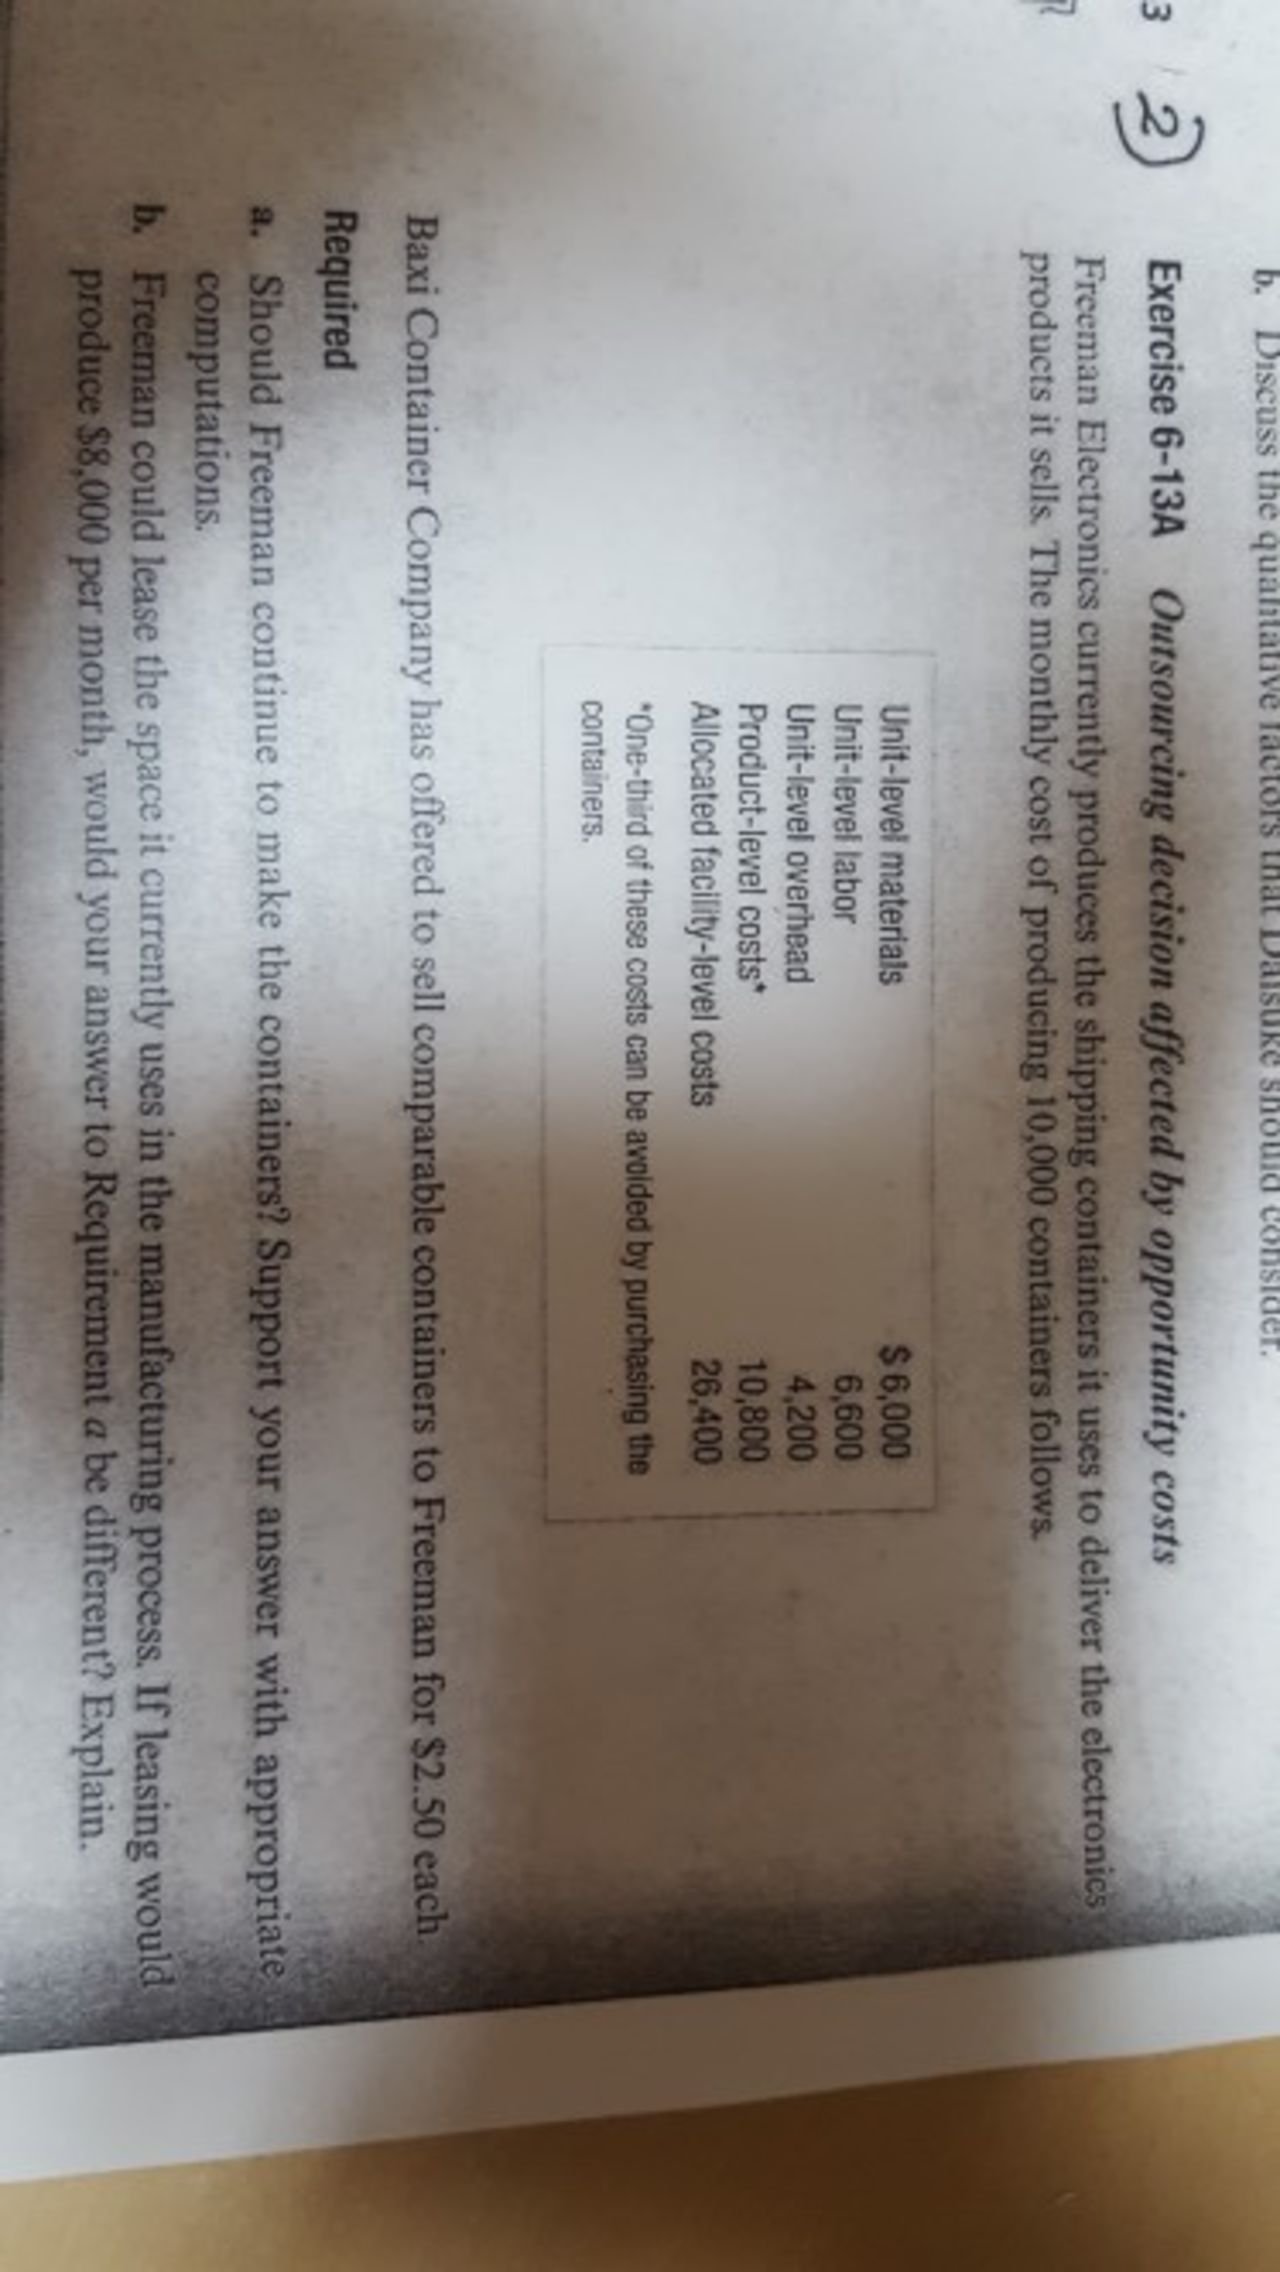 b. Discuss the qualitative factors that Daisuke should consider.
3
2
Exercise 6-13A Outsourcing decision affected by opportunity costs
Freeman Electronics currently produces the shipping containers it uses to deliver the electronics
products it sells. The monthly cost of producing 10,000 containers follows.
Unit-level materials $ 6,000
Unit-level labor 6,600
Unit-level overhead 4,200
Product-level costs* 10,800
Allocated facility-level costs 26,400
*One-third of these costs can be avoided by purchasing the
containers.
Baxi Container Company has offered to sell comparable containers to Freeman for $2.50 each.
Required
a. Should Freeman continue to make the containers? Support your answer with appropriate
computations.
b. Freeman could lease the space it currently uses in the manufacturing process. If leasing would
produce $8,000 per month, would your answer to Requirement a be different? Explain.